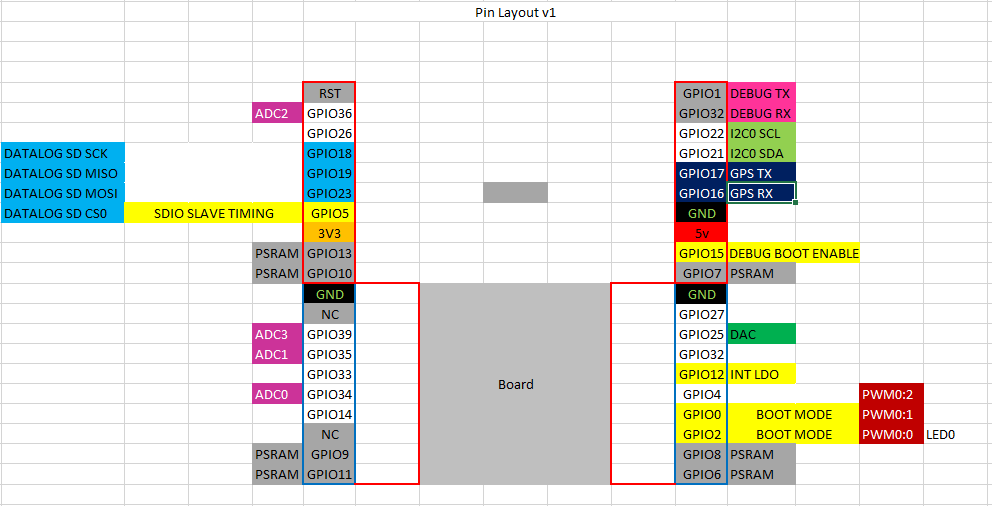 Pin Layout v1
RST GPIO1 DEBUG TX
ADC2 GPIO36 GPIO32 DEBUG RX
GPIO26 GPIO22 I2C0 SCL
DATALOG SD SCK GPIO18 GPIO21 I2C0 SDA
DATALOG SD MISO GPIO19 GPIO17 GPS TX
DATALOG SD MOSI GPIO23 GPIO16 GPS RX
DATALOG SD CS0 SDIO SLAVE TIMING GPIO5 GND
3V3 5v
PSRAM GPIO13 GPIO15 DEBUG BOOT ENABLE
PSRAM GPIO10 GPIO7 PSRAM
GND GND
NC GPIO27
ADC3 GPIO39 GPIO25 DAC
ADC1 GPIO35 GPIO32
GPIO33 GPIO12 INT LDO
Board
ADC0 GPIO34 GPIO4 PWM0:2
GPIO14 GPIO0 BOOT MODE PWM0:1
NC GPIO2 BOOT MODE PWM0:0 LED0
PSRAM GPIO9 GPIO8 PSRAM
PSRAM GPIO11 GPIO6 PSRAM